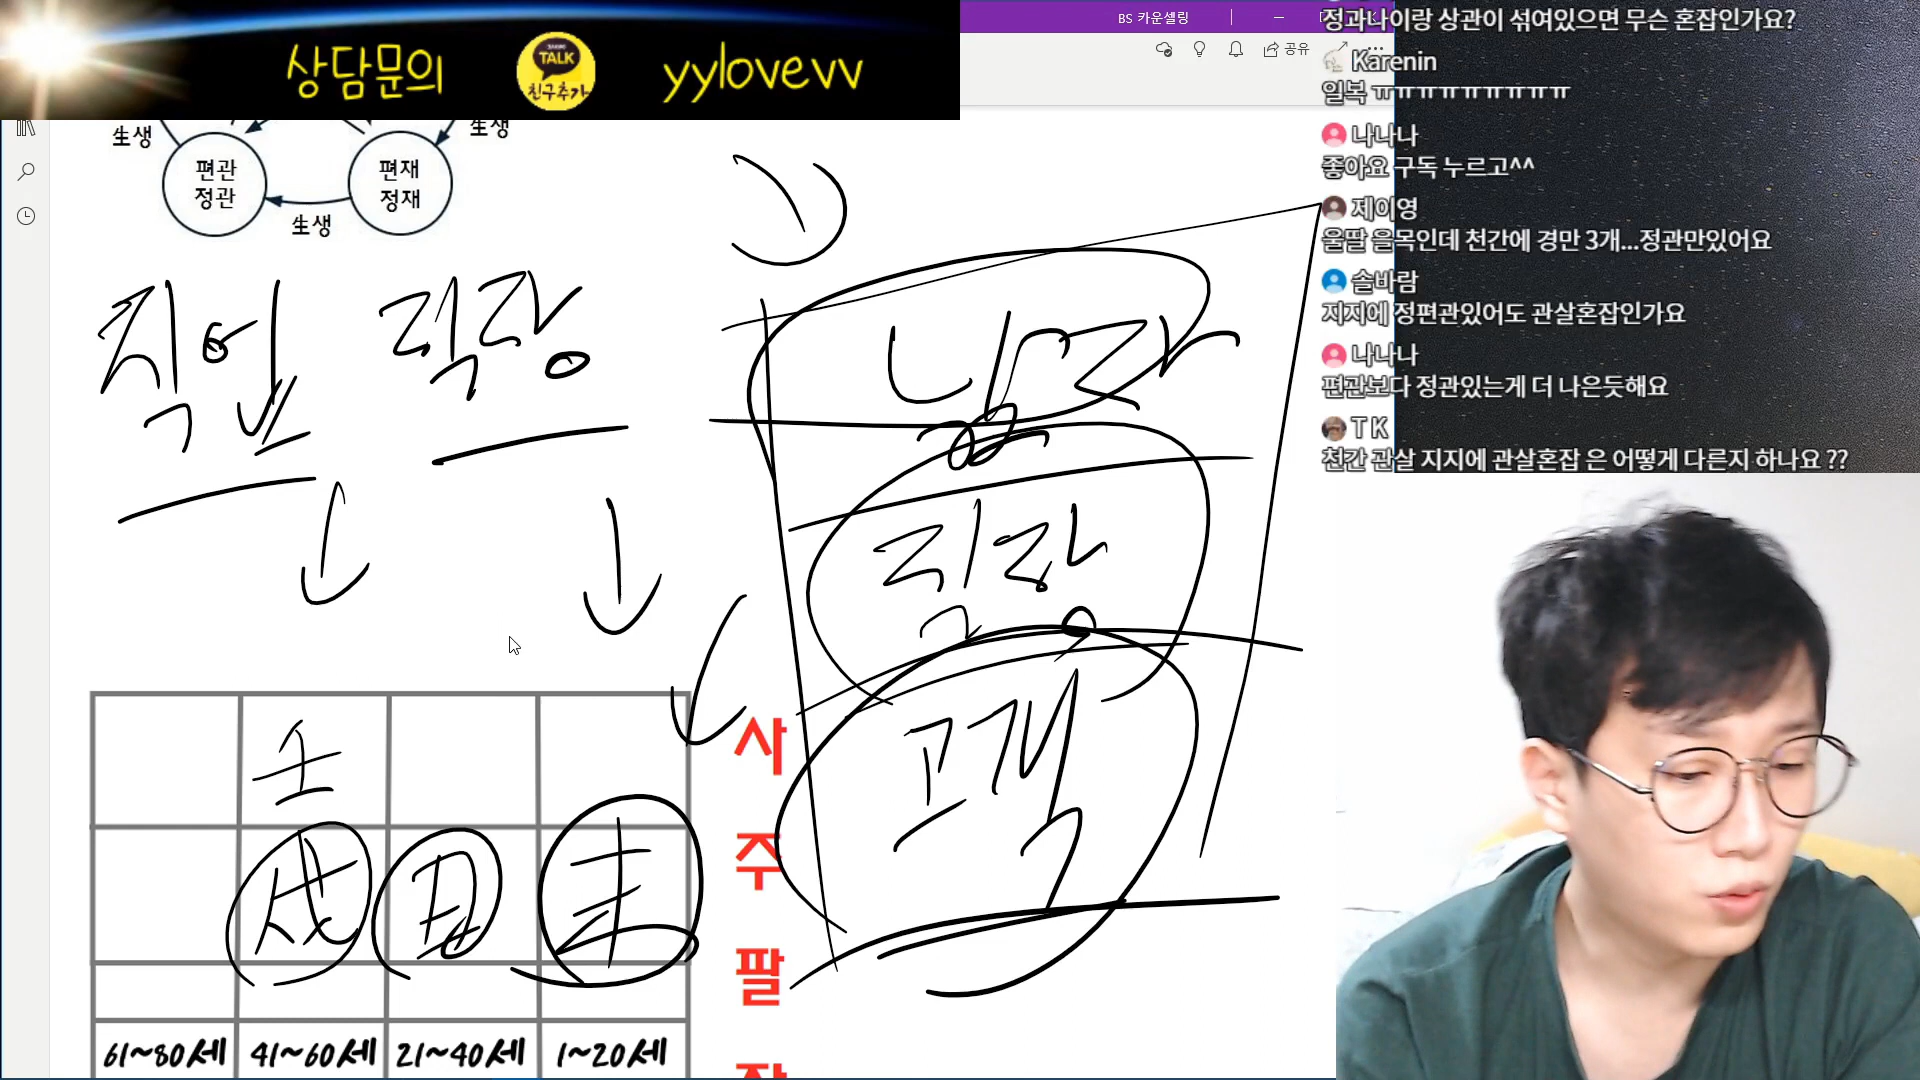 상담문의
TALK
친구추가
yylovevv
BS 카운셀링
공유
生생
生생
편관
정관
편재
정재
生생
직업
직장
남자
직장
고객
壬
戌
丑
未
사
주
팔
61~80세
41~60세
21~40세
1~20세
정과나이랑 상관이 섞여있으면 무슨 혼잡인가요?
Karenin
일복 ㅠㅠㅠㅠㅠㅠㅠㅠㅠ
나나나
좋아요 구독 누르고^^
제이영
울딸 을목인데 천간에 경만 3개...정관만있어요
솔바람
지지에 정편관있어도 관살혼잡인가요
나나나
편관보다 정관있는게 더 나은듯해요
T K
천간 관살 지지에 관살혼잡 은 어떻게 다른지 하나요 ??